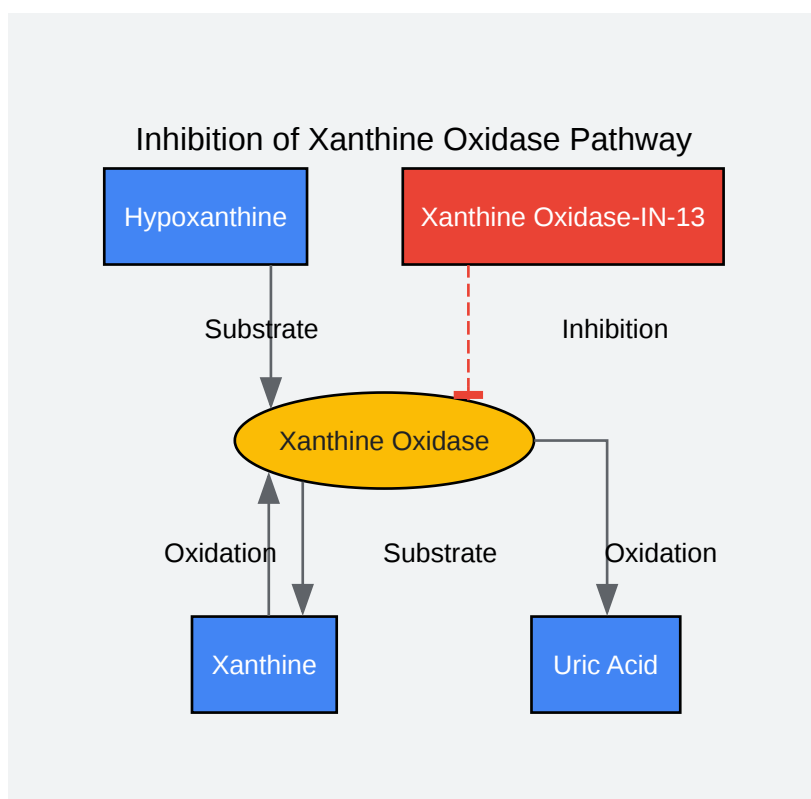 Inhibition of Xanthine Oxidase Pathway
Hypoxanthine
Xanthine Oxidase-IN-13
Substrate
Inhibition
Xanthine Oxidase
Oxidation
Substrate
Oxidation
Xanthine
Uric Acid